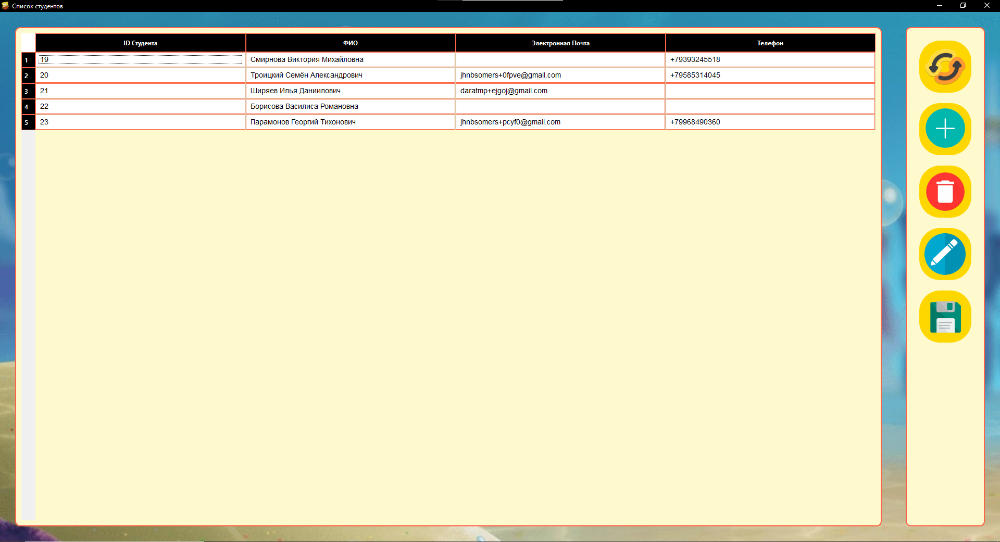 Список студентов
ID Студента ФИО Электронная Почта Телефон
1 19 Смирнова Виктория Михайловна +79393245518
2 20 Троицкий Семён Александрович jhnbsomers+0fpve@gmail.com +79585314045
3 21 Ширяев Илья Даниилович daratmp+ejgoj@gmail.com
4 22 Борисова Василиса Романовна
5 23 Парамонов Георгий Тихонович jhnbsomers+pcyf0@gmail.com +79968490360